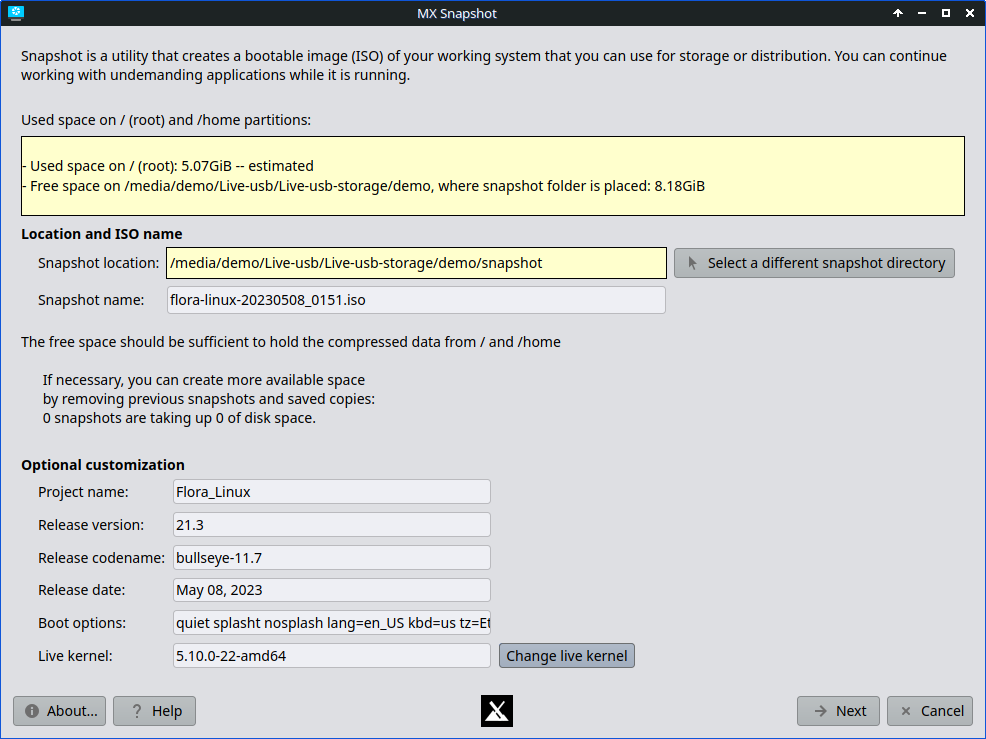 MX Snapshot
Snapshot is a utility that creates a bootable image (ISO) of your working system that you can use for storage or distribution. You can continue
working with undemanding applications while it is running.
Used space on / (root) and /home partitions:
- Used space on / (root): 5.07GiB -- estimated
- Free space on /media/demo/Live-usb/Live-usb-storage/demo, where snapshot folder is placed: 8.18GiB
Location and ISO name
Snapshot location: /media/demo/Live-usb/Live-usb-storage/demo/snapshot Select a different snapshot directory
Snapshot name: flora-linux-20230508_0151.iso
The free space should be sufficient to hold the compressed data from / and /home
If necessary, you can create more available space
by removing previous snapshots and saved copies:
0 snapshots are taking up 0 of disk space.
Optional customization
Project name: Flora_Linux
Release version: 21.3
Release codename: bullseye-11.7
Release date: May 08, 2023
Boot options: quiet splasht nosplash lang=en_US kbd=us
Live kernel: 5.10.0-22-amd64 Change live kernel
About... ? Help Next Cancel